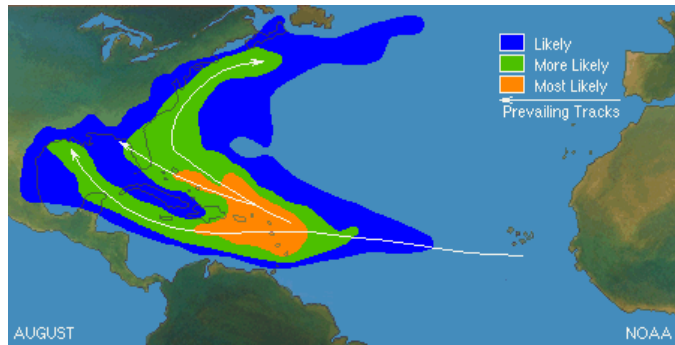 Likely
More Likely
Most Likely
Prevailing Tracks
AUGUST
NOAA